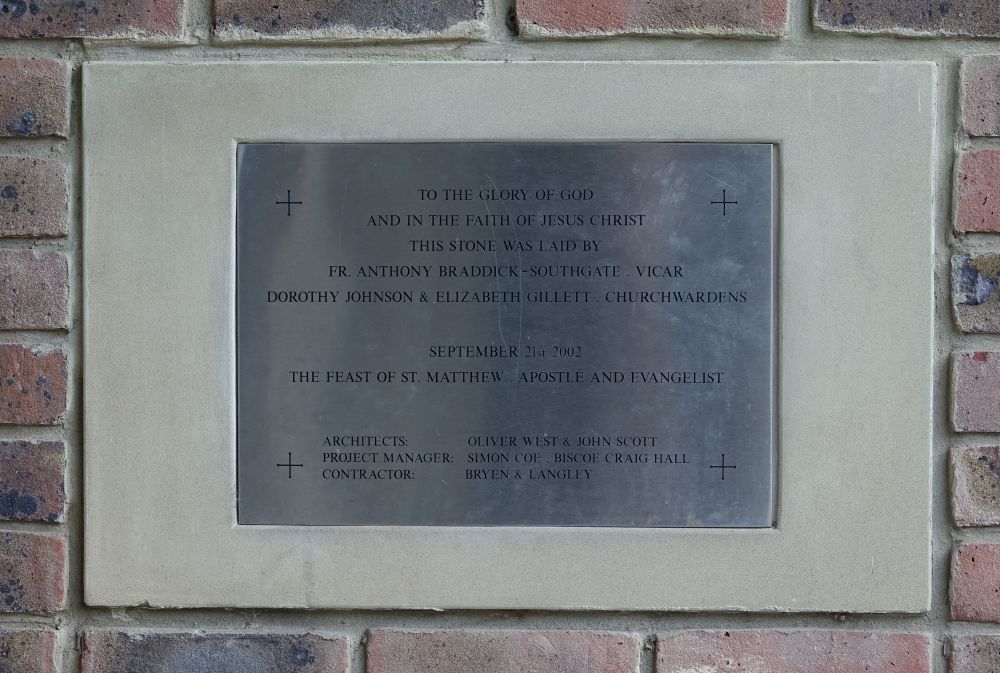 TO THE GLORY OF GOD
AND IN THE FAITH OF JESUS CHRIST
THIS STONE WAS LAID BY
FR. ANTHONY BRADDICK-SOUTHGATE . VICAR
DOROTHY JOHNSON & ELIZABETH GILLETT . CHURCHWARDENS
SEPTEMBER 21st 2002
THE FEAST OF ST. MATTHEW . APOSTLE AND EVANGELIST
ARCHITECTS: OLIVER WEST & JOHN SCOTT
PROJECT MANAGER: SIMON COE . BISCOE CRAIG HALL
CONTRACTOR: BRYEN & LANGLEY